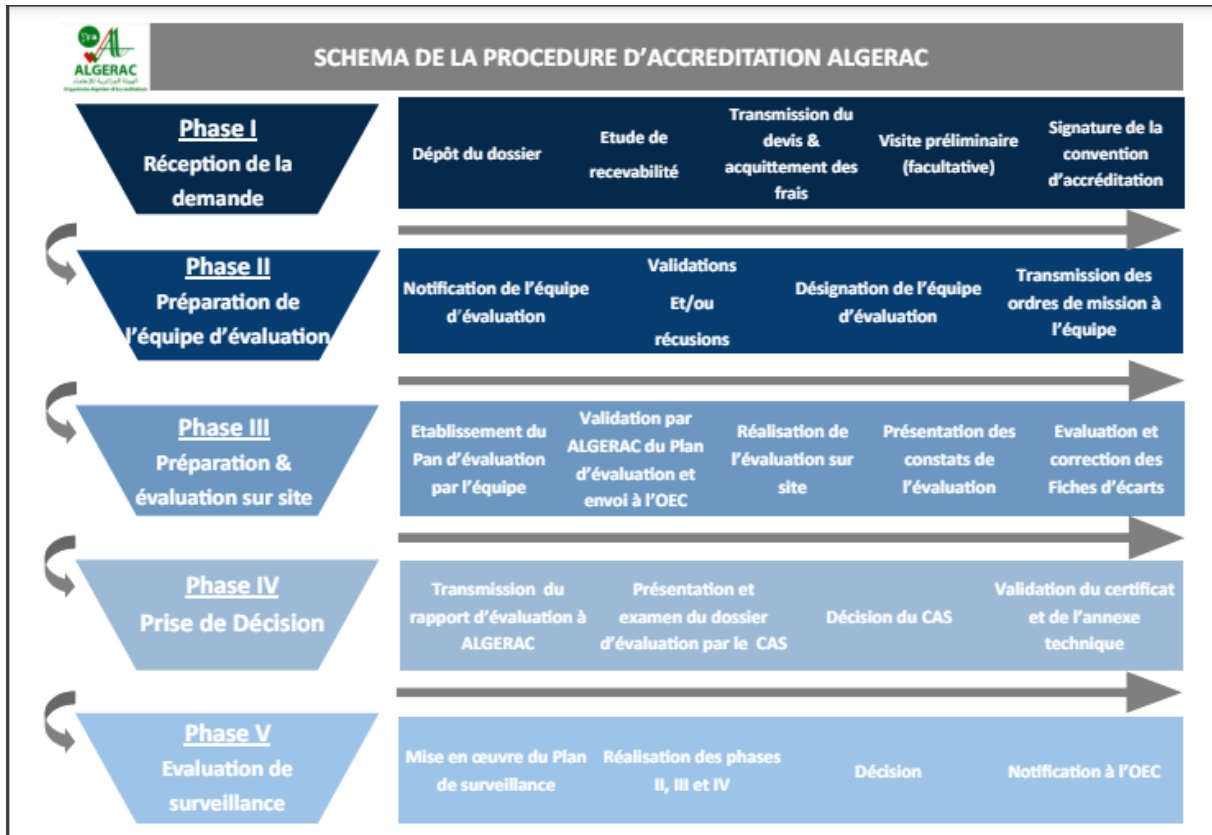 ALGERAC
الهيئة الجزائرية للإعتماد
Organisme Algérien d'Accréditation
SCHEMA DE LA PROCEDURE D'ACCREDITATION ALGERAC
Phase I
Réception de la
demande
Dépôt du dossier
Etude de
recevabilité
Transmission du
devis &
acquittement des
frais
Visite préliminaire
(facultative)
Signature de la
convention
d'accréditation
Phase II
Préparation de
l'équipe d'évaluation
Notification de l'équipe
d'évaluation
Validations
Et/ou
récusions
Désignation de l'équipe
d'évaluation
Transmission des
ordres de mission à
l'équipe
Phase III
Préparation &
évaluation sur site
Etablissement du
Pan d'évaluation
par l'équipe
Validation par
ALGERAC du Plan
d'évaluation et
envoi à l'OEC
Réalisation de
l'évaluation sur
site
Présentation des
constats de
l'évaluation
Evaluation et
correction des
Fiches d'écarts
Phase IV
Prise de Décision
Transmission du
rapport d'évaluation à
ALGERAC
Présentation et
examen du dossier
d'évaluation par le CAS
Décision du CAS
Validation du certificat
et de l'annexe
technique
Phase V
Evaluation de
surveillance
Mise en œuvre du Plan
de surveillance
Réalisation des phases
II, III et IV
Décision
Notification à l'OEC